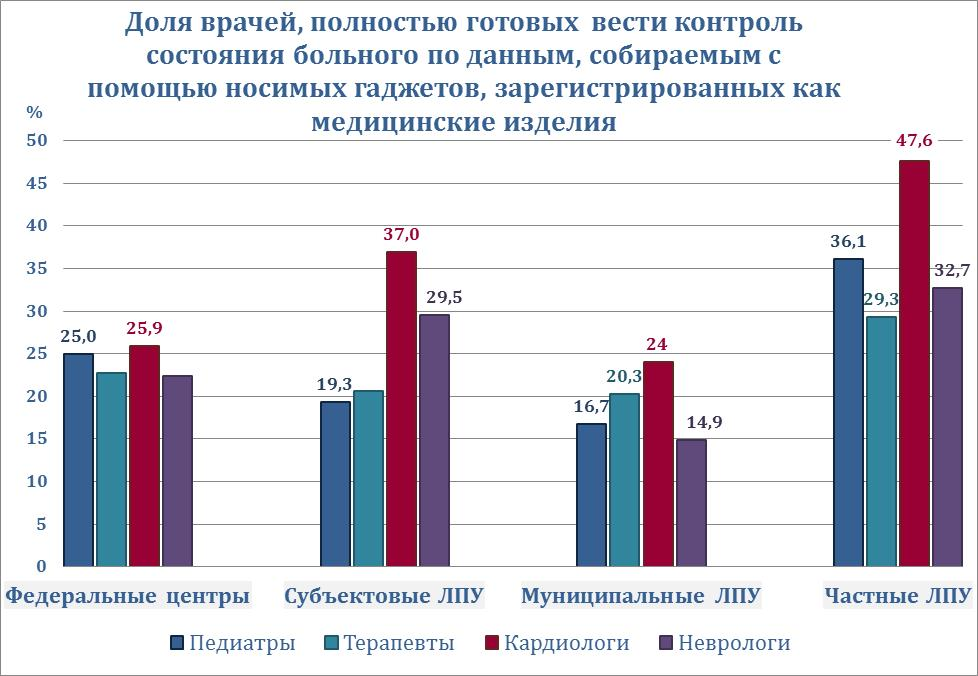 Доля врачей, полностью готовых вести контроль
состояния больного по данным, собираемым с
помощью носимых гаджетов, зарегистрированных как
медицинские изделия
%
50
45
40
35
30
25
20
15
10
5
0
25,0
25,9
19,3
37,0
29,5
16,7
20,3
24
14,9
36,1
29,3
47,6
32,7
Федеральные центры
Субъектовые ЛПУ
Муниципальные ЛПУ
Частные ЛПУ
Педиатры
Терапевты
Кардиологи
Неврологи